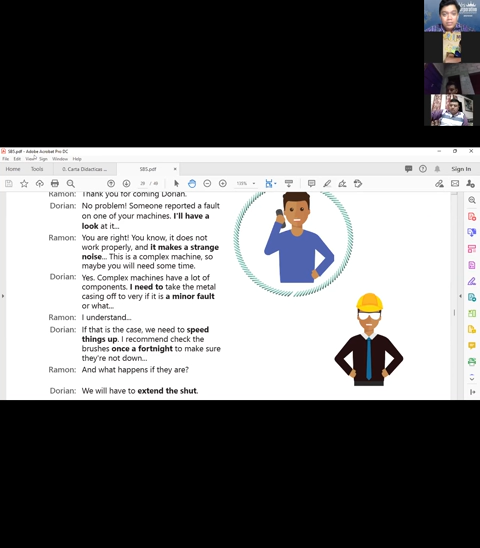 SBS.pdf - Adobe Acrobat Pro DC
File Edit View Sign Window Help
Home Tools 0. Carta Didacticas ... SBS.pdf × Sign In
Ramon: Thank you for coming Dorian.
Dorian: No problem! Someone reported a fault
on one of your machines. I'll have a
look at it...
Ramon: You are right! You know, it does not
work properly, and it makes a strange
noise... This is a complex machine, so
maybe you will need some time.
Dorian: Yes. Complex machines have a lot of
components. I need to take the metal
casing off to very if it is a minor fault
or what...
Ramon: I understand...
Dorian: If that is the case, we need to speed
things up. I recommend check the
brushes once a fortnight to make sure
they're not down...
Ramon: And what happens if they are?
Dorian: We will have to extend the shut.